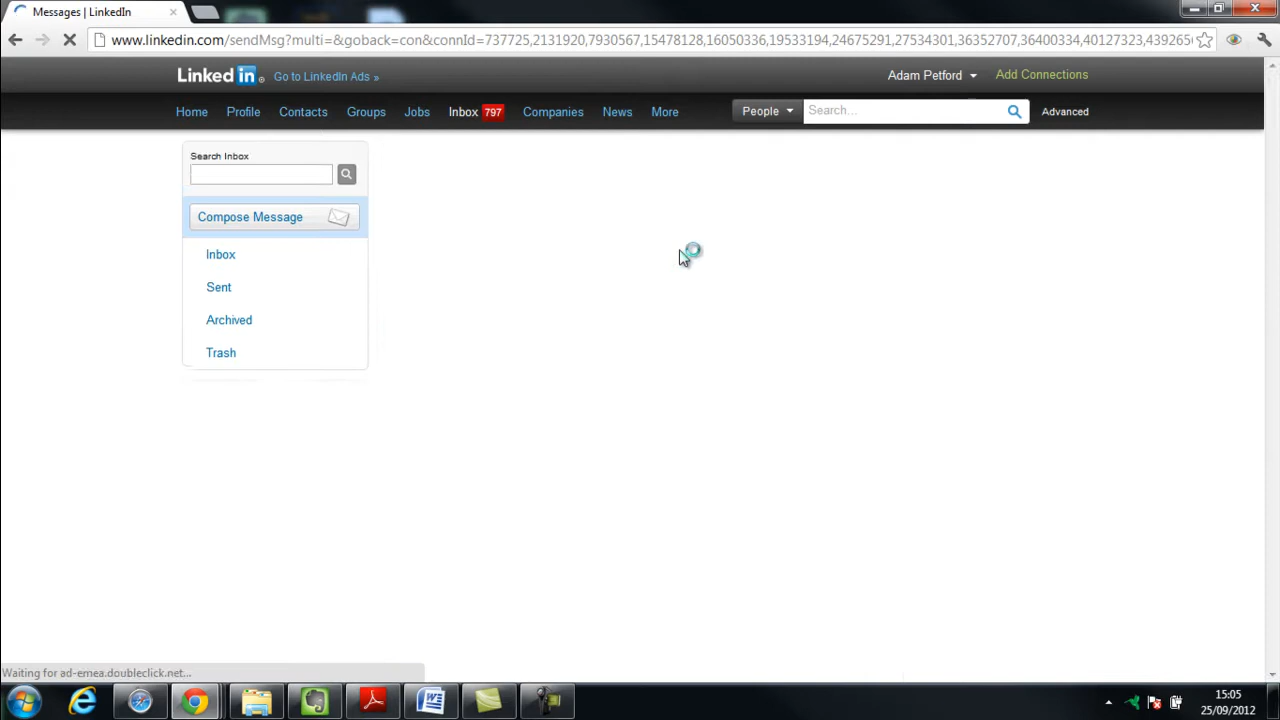 Messages | LinkedIn
www.linkedin.com/sendMsg?multi=&goback=con&connId=737725,2131920,7930567,15478128,16050336,19533194,24675291,27534301,36352707,36400334,40127323,4392656
Linked in. Go to LinkedIn Ads »
Adam Petford
Add Connections
Home Profile Contacts Groups Jobs Inbox 797 Companies News More
People
Search...
Advanced
Search Inbox
Compose Message
Inbox
Sent
Archived
Trash
Waiting for ad-emea.doubleclick.net...
15:05
25/09/2012